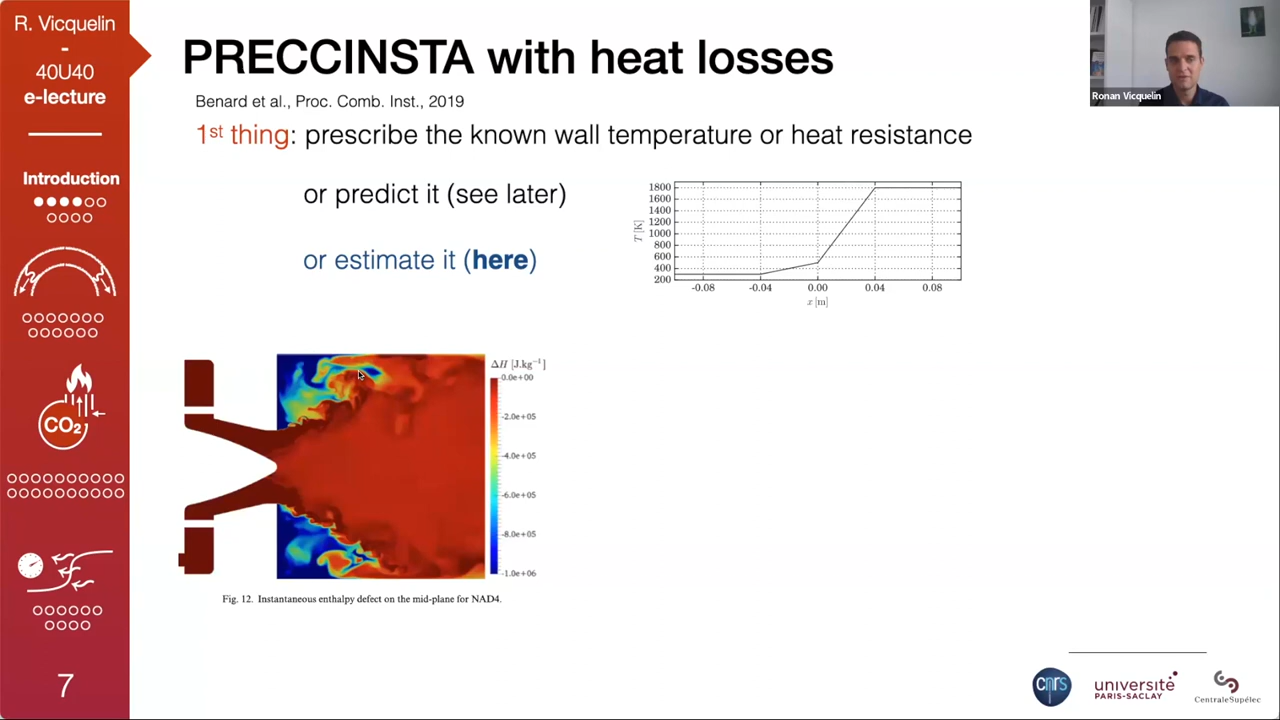 R. Vicquelin
-
40U40
e-lecture
Introduction
CO2
7
PRECCINSTA with heat losses
Benard et al., Proc. Comb. Inst., 2019
1st thing: prescribe the known wall temperature or heat resistance
or predict it (see later)
or estimate it (here)
1800
1600
1400
1200
1000
800
600
400
200
T [K]
-0.08 -0.04 0.00 0.04 0.08
x [m]
ΔH [J.kg⁻¹]
0.0e+00
-2.0e+05
-4.0e+05
-6.0e+05
-8.0e+05
-1.0e+06
Fig. 12. Instantaneous enthalpy defect on the mid-plane for NAD4.
Ronan Vicquelin
cnrs
université
PARIS-SACLAY
CentraleSupélec